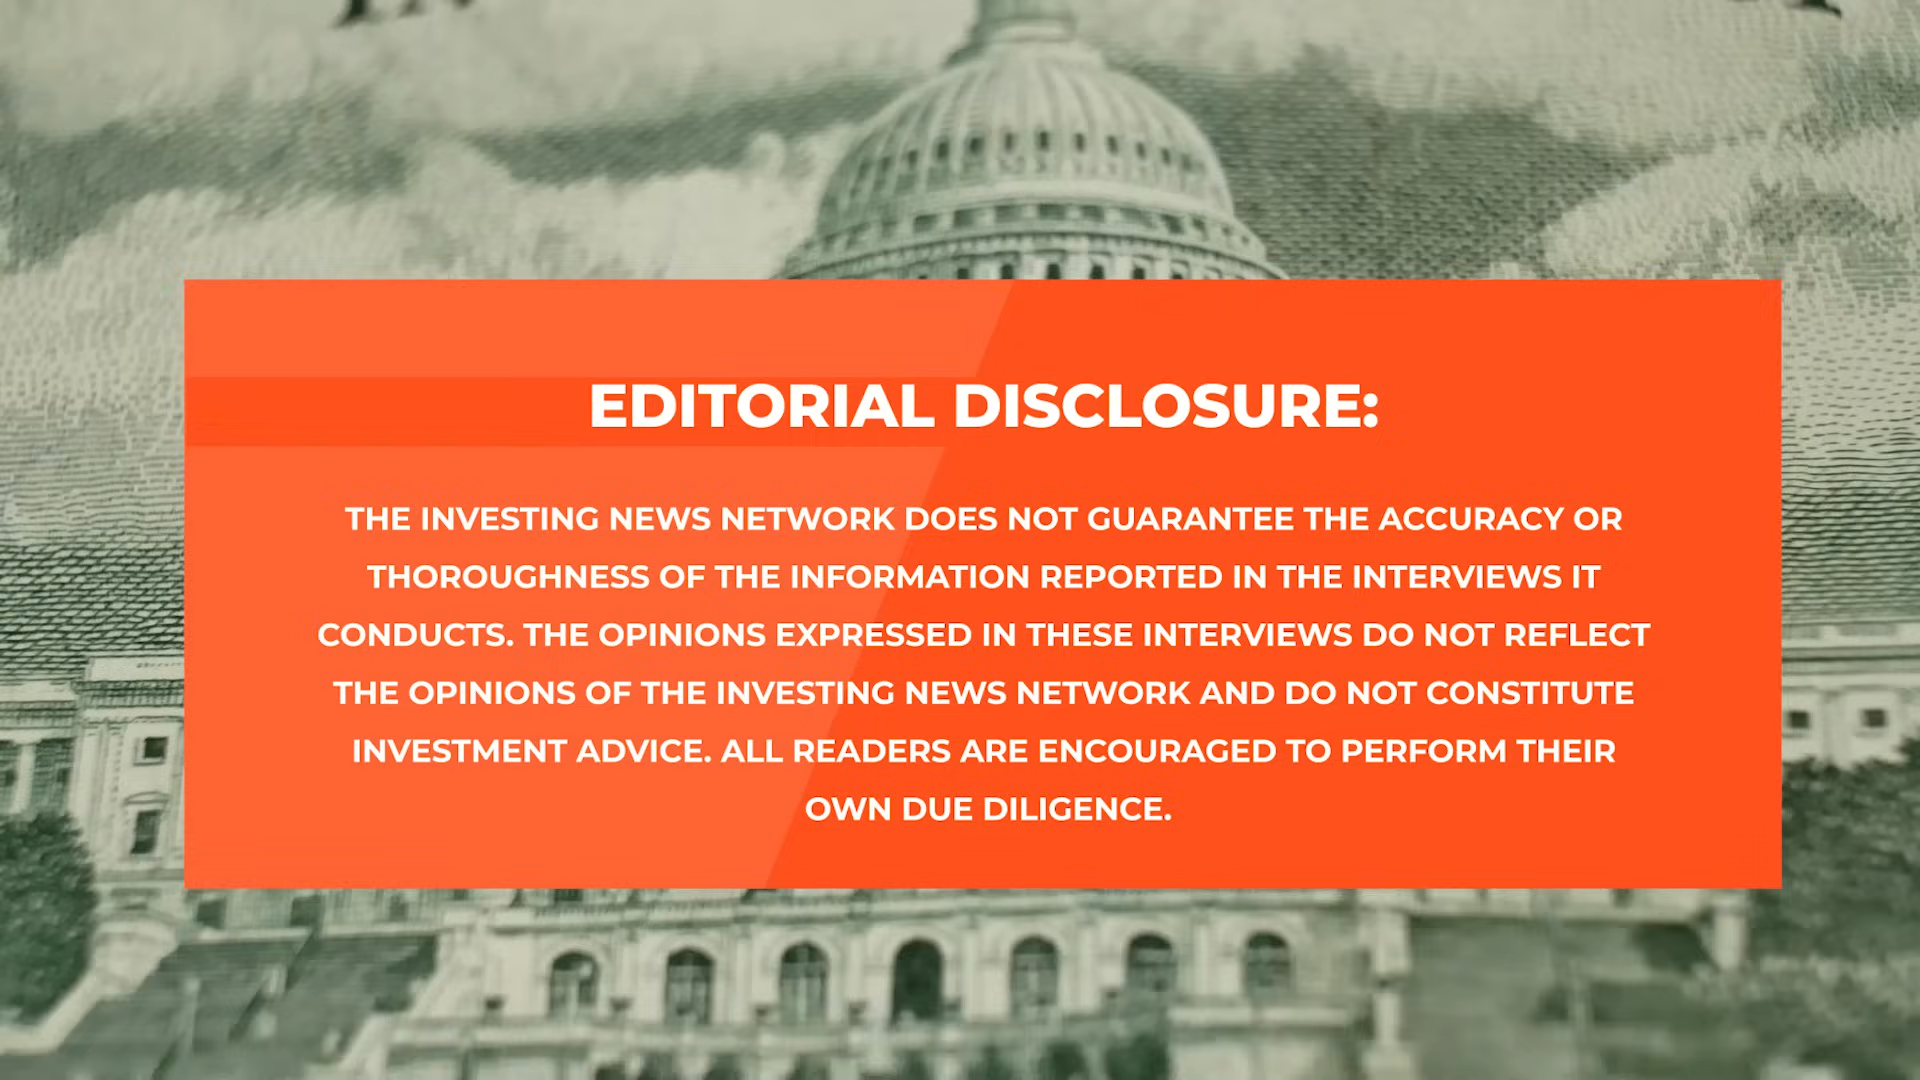 EDITORIAL DISCLOSURE:
THE INVESTING NEWS NETWORK DOES NOT GUARANTEE THE ACCURACY OR
THOROUGHNESS OF THE INFORMATION REPORTED IN THE INTERVIEWS IT
CONDUCTS. THE OPINIONS EXPRESSED IN THESE INTERVIEWS DO NOT REFLECT
THE OPINIONS OF THE INVESTING NEWS NETWORK AND DO NOT CONSTITUTE
INVESTMENT ADVICE. ALL READERS ARE ENCOURAGED TO PERFORM THEIR
OWN DUE DILIGENCE.